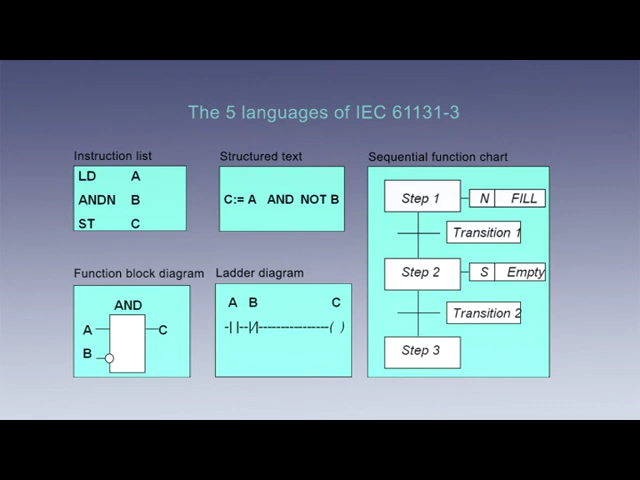 The 5 languages of IEC 61131-3
Instruction list
LD A
ANDN B
ST C
Structured text
C:= A AND NOT B
Sequential function chart
Step 1 N FILL
Transition 1
Step 2 S Empty
Transition 2
Step 3
Function block diagram
AND
A C
B
Ladder diagram
A B C
-| |--|/|----------------( )